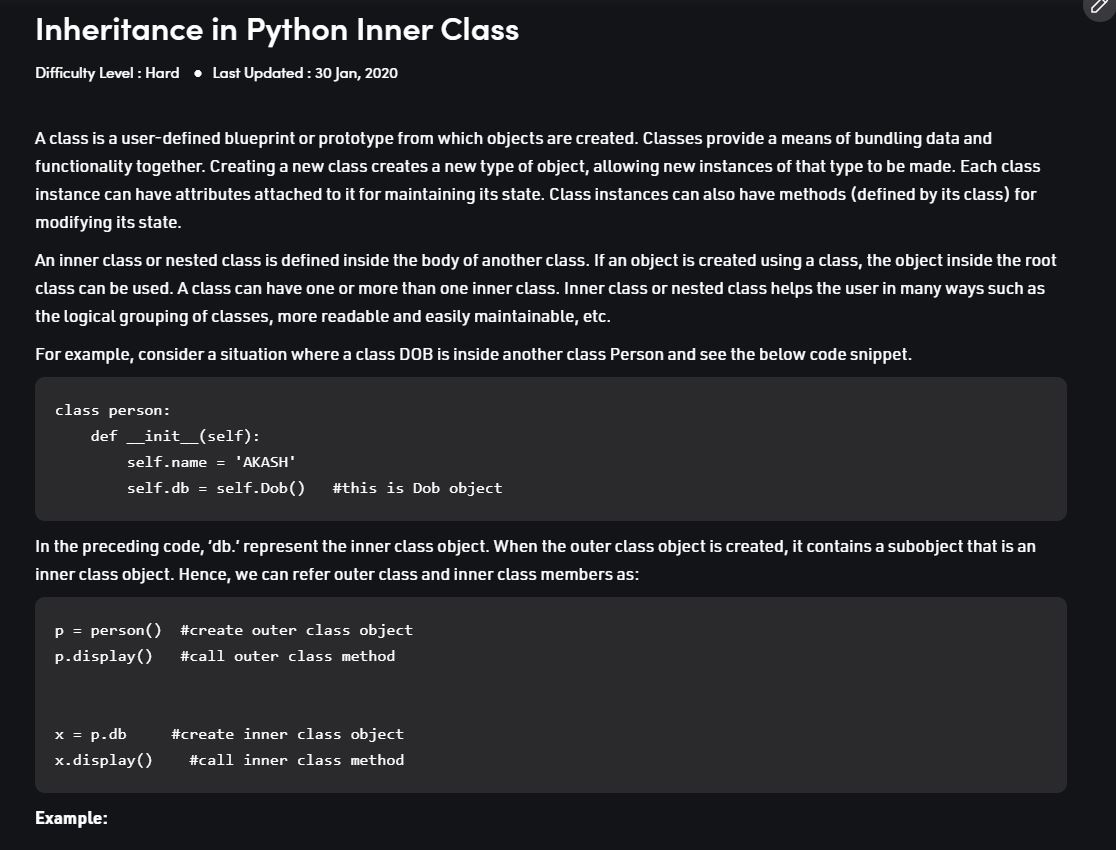 Inheritance in Python Inner Class
Difficulty Level : Hard ● Last Updated : 30 Jan, 2020
A class is a user-defined blueprint or prototype from which objects are created. Classes provide a means of bundling data and
functionality together. Creating a new class creates a new type of object, allowing new instances of that type to be made. Each class
instance can have attributes attached to it for maintaining its state. Class instances can also have methods (defined by its class) for
modifying its state.
An inner class or nested class is defined inside the body of another class. If an object is created using a class, the object inside the root
class can be used. A class can have one or more than one inner class. Inner class or nested class helps the user in many ways such as
the logical grouping of classes, more readable and easily maintainable, etc.
For example, consider a situation where a class DOB is inside another class Person and see the below code snippet.
class person:
    def __init__(self):
        self.name = 'AKASH'
        self.db = self.Dob()   #this is Dob object
In the preceding code, ‘db.’ represent the inner class object. When the outer class object is created, it contains a subobject that is an
inner class object. Hence, we can refer outer class and inner class members as:
p = person()  #create outer class object
p.display()   #call outer class method
x = p.db     #create inner class object
x.display()    #call inner class method
Example: